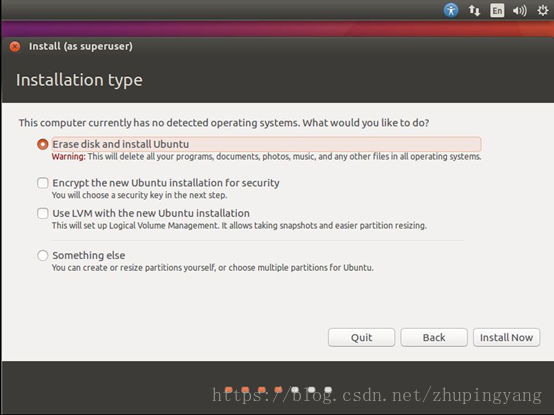 En
Install (as superuser)
Installation type
This computer currently has no detected operating systems. What would you like to do?
Erase disk and install Ubuntu
Warning: This will delete all your programs, documents, photos, music, and any other files in all operating systems.
Encrypt the new Ubuntu installation for security
You will choose a security key in the next step.
Use LVM with the new Ubuntu installation
This will set up Logical Volume Management. It allows taking snapshots and easier partition resizing.
Something else
You can create or resize partitions yourself, or choose multiple partitions for Ubuntu.
Quit Back Install Now
https://blog.csdn.net/zhupingyang